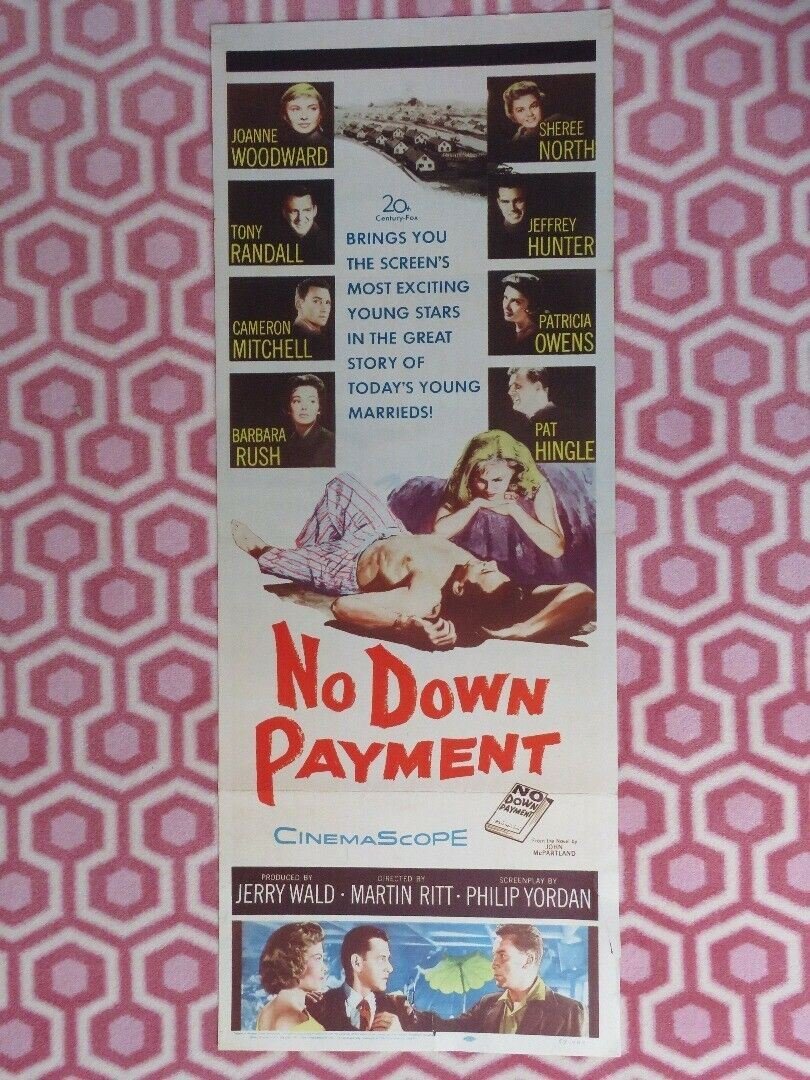 JOANNE
WOODWARD
SHEREE
NORTH
TONY
RANDALL
JEFFREY
HUNTER
CAMERON
MITCHELL
PATRICIA
OWENS
BARBARA
RUSH
PAT
HINGLE
20th
Century-Fox
BRINGS YOU
THE SCREEN'S
MOST EXCITING
YOUNG STARS
IN THE GREAT
STORY OF
TODAY'S YOUNG
MARRIEDS!
NO DOWN
PAYMENT
NO
DOWN
PAYMENT
CINEMASCOPE
From the Novel by
JOHN
McPARTLAND
PRODUCED BY
JERRY WALD •
DIRECTED BY
MARTIN RITT •
SCREENPLAY BY
PHILIP YORDAN